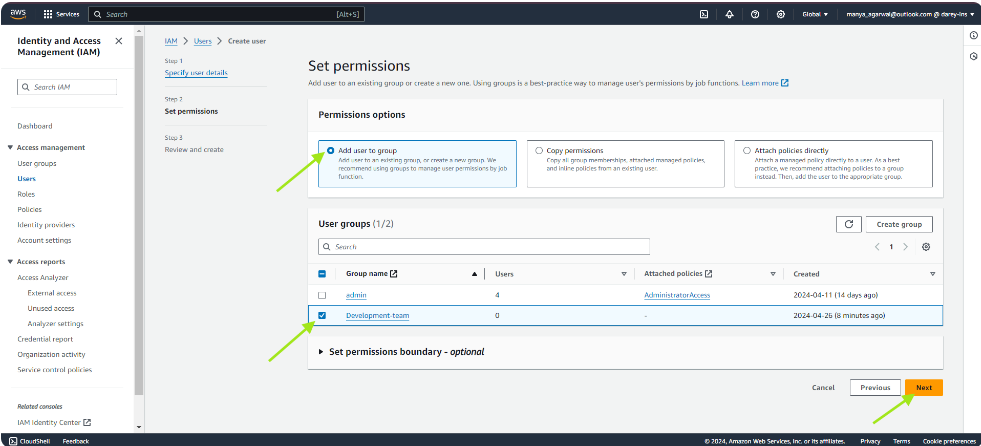 aws
Services
Search
[Alt+S]
Global
manya_agarwal@outlook.com @ darey-ins
Identity and Access
Management (IAM)
Search IAM
Dashboard
Access management
User groups
Users
Roles
Policies
Identity providers
Account settings
Access reports
Access Analyzer
External access
Unused access
Analyzer settings
Credential report
Organization activity
Service control policies
Related consoles
IAM Identity Center
IAM > Users > Create user
Step 1
Specify user details
Step 2
Set permissions
Step 3
Review and create
Set permissions
Add user to an existing group or create a new one. Using groups is a best-practice way to manage user's permissions by job functions. Learn more
Permissions options
Add user to group
Add user to an existing group, or create a new group. We
recommend using groups to manage user permissions by job
function.
Copy permissions
Copy all group memberships, attached managed policies,
and inline policies from an existing user.
Attach policies directly
Attach a managed policy directly to a user. As a best
practice, we recommend attaching policies to a group
instead. Then, add the user to the appropriate group.
User groups (1/2)
Create group
Search
1
Group name Users Attached policies Created
admin 4 AdministratorAccess 2024-04-11 (14 days ago)
Development-team 0 - 2024-04-26 (8 minutes ago)
Set permissions boundary - optional
Cancel
Previous
Next
CloudShell
Feedback
© 2024, Amazon Web Services, Inc. or its affiliates.
Privacy
Terms
Cookie preferences